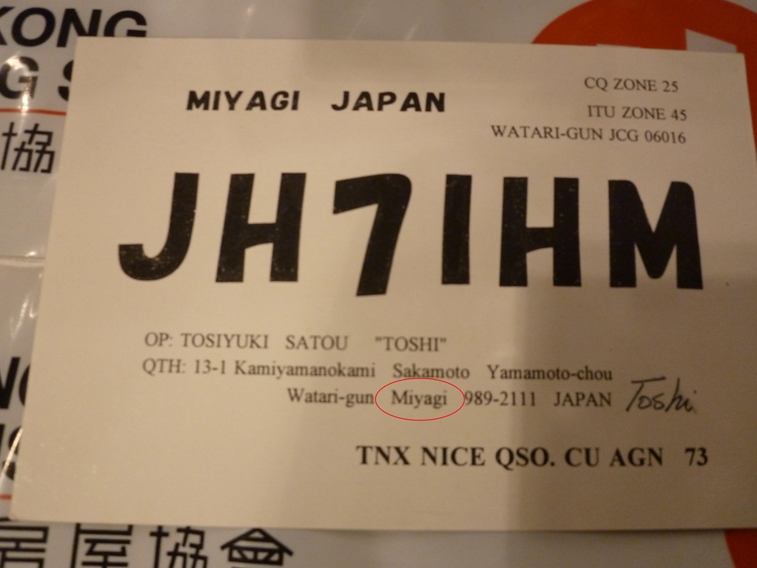 KONG
G S
協
MIYAGI JAPAN
CQ ZONE 25
ITU ZONE 45
WATARI-GUN JCG 06016
JH7IHM
OP: TOSIYUKI SATOU "TOSHI"
QTH: 13-1 Kamiyamanokami Sakamoto Yamamoto-chou
Watari-gun Miyagi 989-2111 JAPAN Toshi
TNX NICE QSO. CU AGN 73
居屋協會